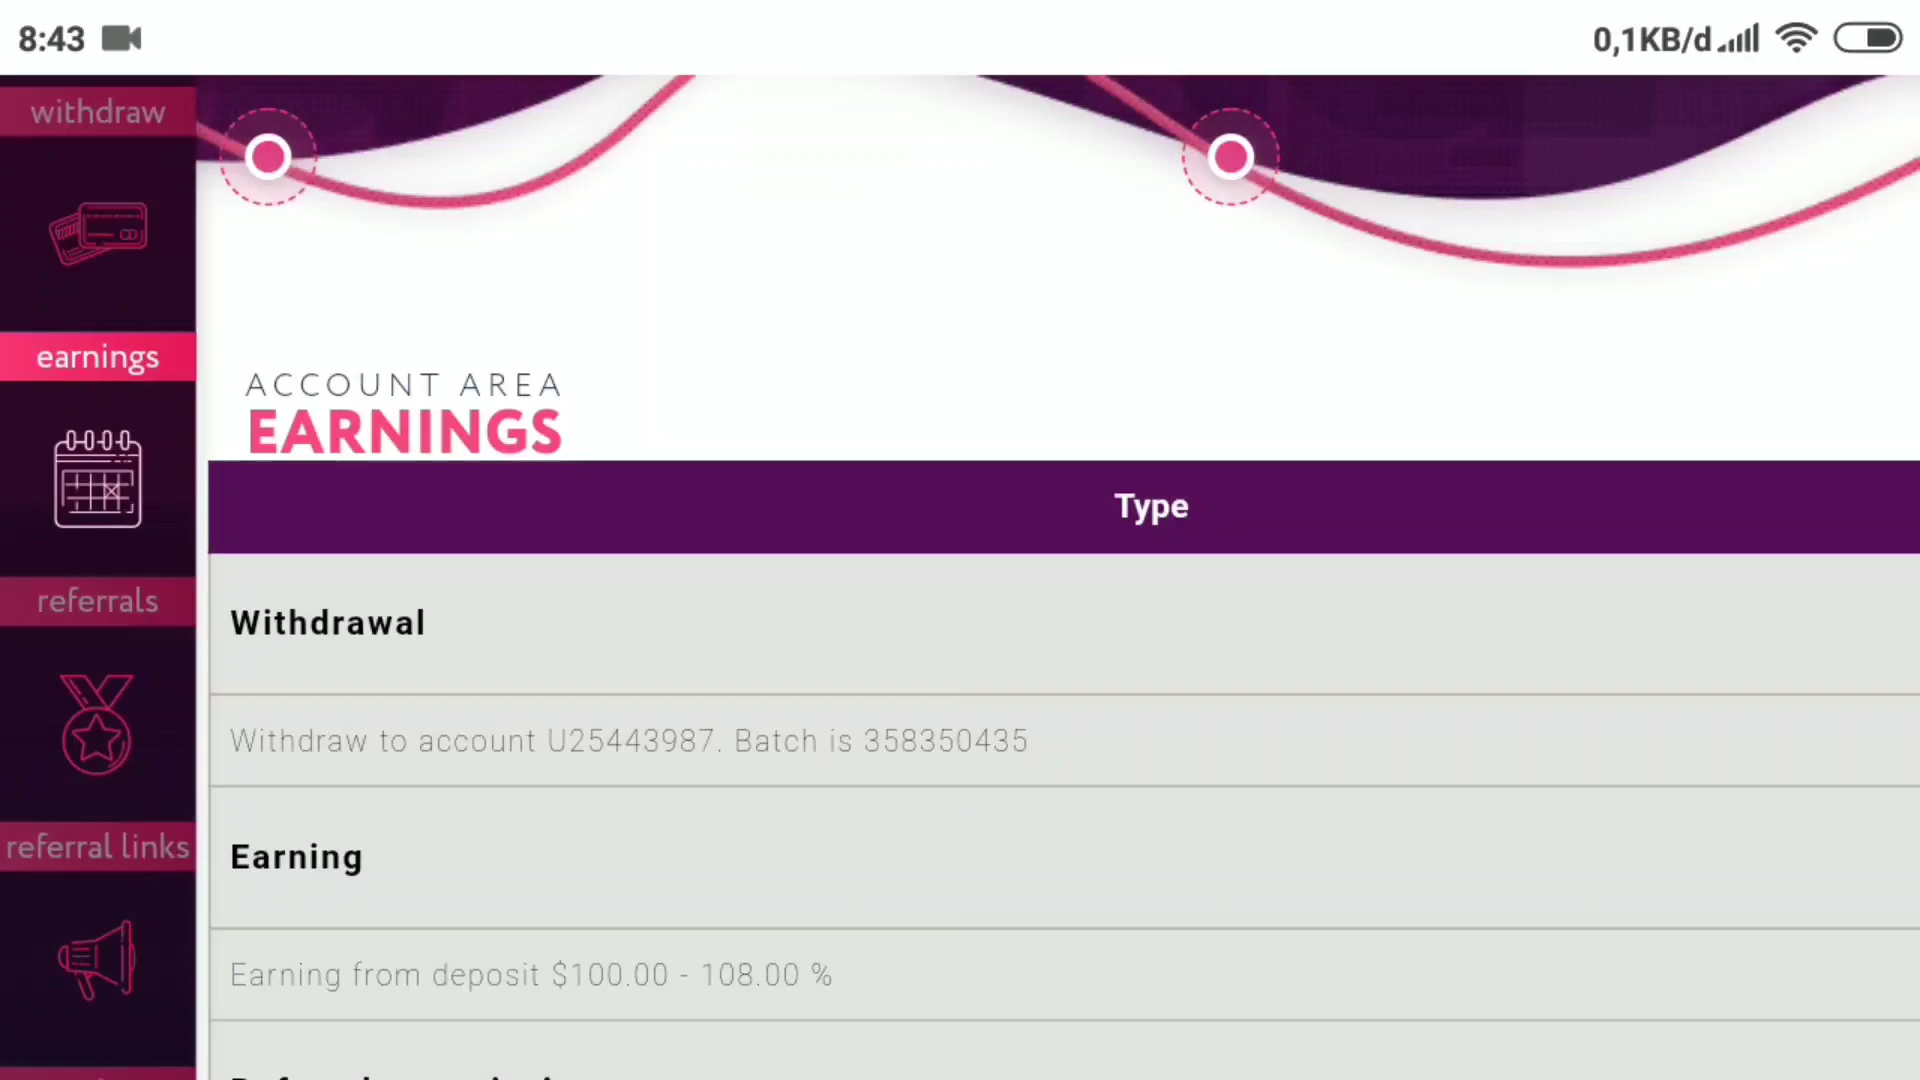 8:43
0,1KB/d
withdraw
earnings
referrals
referral links
ACCOUNT AREA
EARNINGS
Type
Withdrawal
Withdraw to account U25443987. Batch is 358350435
Earning
Earning from deposit $100.00 - 108.00 %